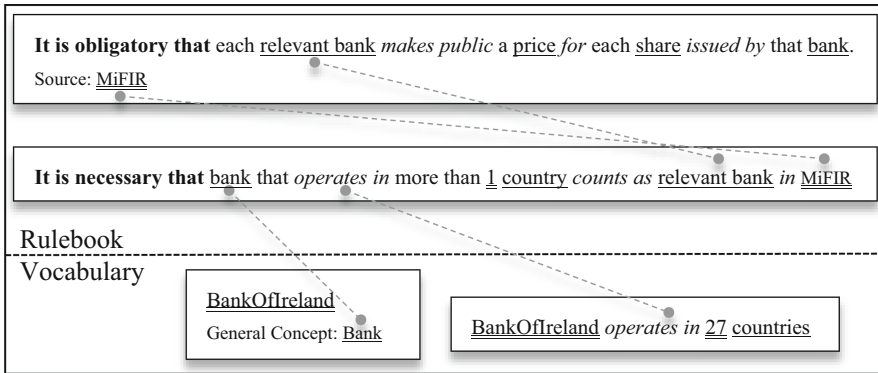 It is obligatory that each relevant bank makes public a price for each share issued by that bank.
Source: MiFIR
It is necessary that bank that operates in more than 1 country counts as relevant bank in MiFIR
Rulebook
Vocabulary
BankOfIreland
General Concept: Bank
BankOfIreland operates in 27 countries